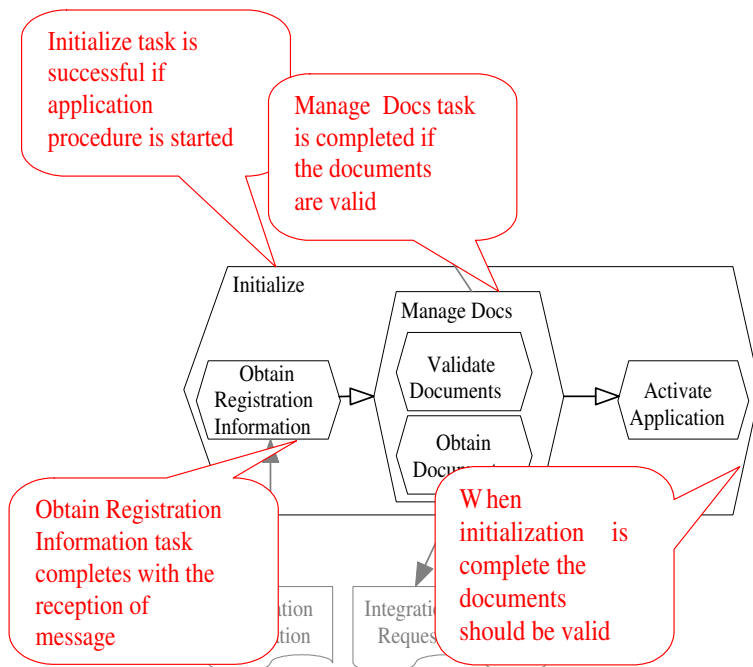 Initialize task is
successful if
application
procedure is started
Manage Docs task
is completed if
the documents
are valid
Initialize
Manage Docs
Validate
Documents
Obtain
Registration
Information
Activate
Application
Obtain
Obtain Registration
Information task
completes with the
reception of
message
When
initialization is
complete the
documents
should be valid
Request